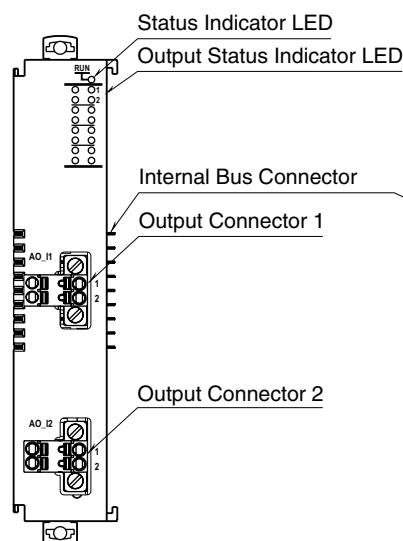 Status Indicator LED
Output Status Indicator LED
RUN
1
2
Internal Bus Connector
Output Connector 1
AO_I1
1
2
Output Connector 2
AO_I2
1
2